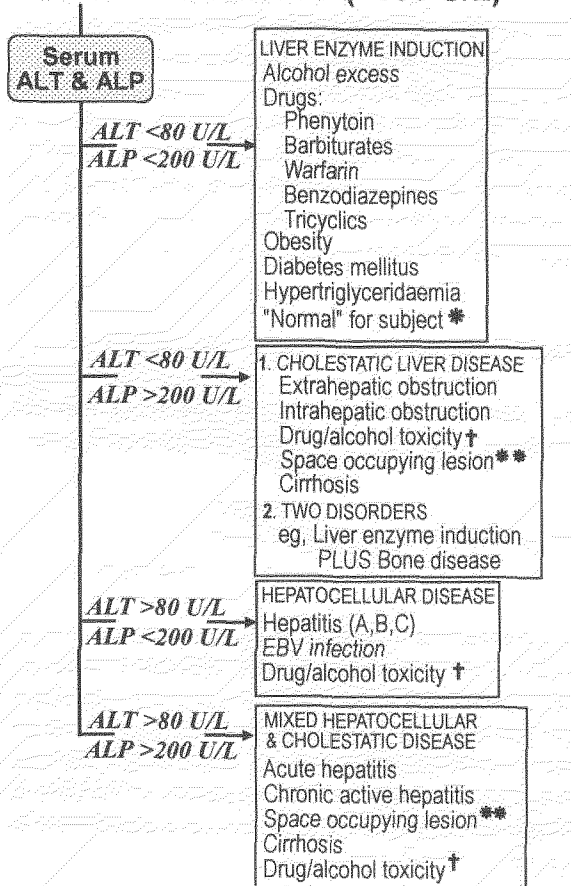 Serum
ALT & ALP
ALT <80 U/L
ALP <200 U/L
LIVER ENZYME INDUCTION
Alcohol excess
Drugs:
Phenytoin
Barbiturates
Warfarin
Benzodiazepines
Tricyclics
Obesity
Diabetes mellitus
Hypertriglyceridaemia
"Normal" for subject *
ALT <80 U/L
ALP >200 U/L
1. CHOLESTATIC LIVER DISEASE
Extrahepatic obstruction
Intrahepatic obstruction
Drug/alcohol toxicity †
Space occupying lesion **
Cirrhosis
2. TWO DISORDERS
eg, Liver enzyme induction
PLUS Bone disease
ALT >80 U/L
ALP <200 U/L
HEPATOCELLULAR DISEASE
Hepatitis (A,B,C)
EBV infection
Drug/alcohol toxicity †
ALT >80 U/L
ALP >200 U/L
MIXED HEPATOCELLULAR
& CHOLESTATIC DISEASE
Acute hepatitis
Chronic active hepatitis
Space occupying lesion **
Cirrhosis
Drug/alcohol toxicity †